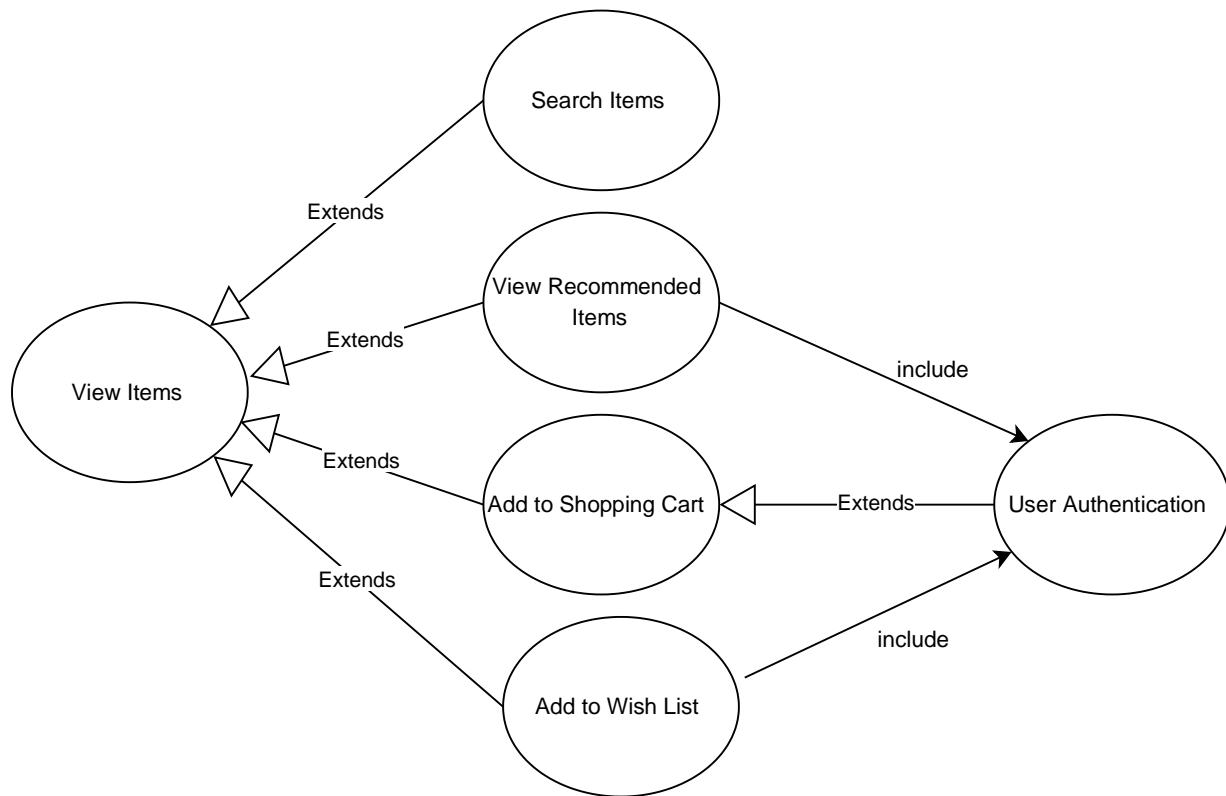 Search Items
Extends
View Recommended
Items
Extends
include
View Items
Extends
Add to Shopping Cart
Extends
User Authentication
Extends
include
Add to Wish List